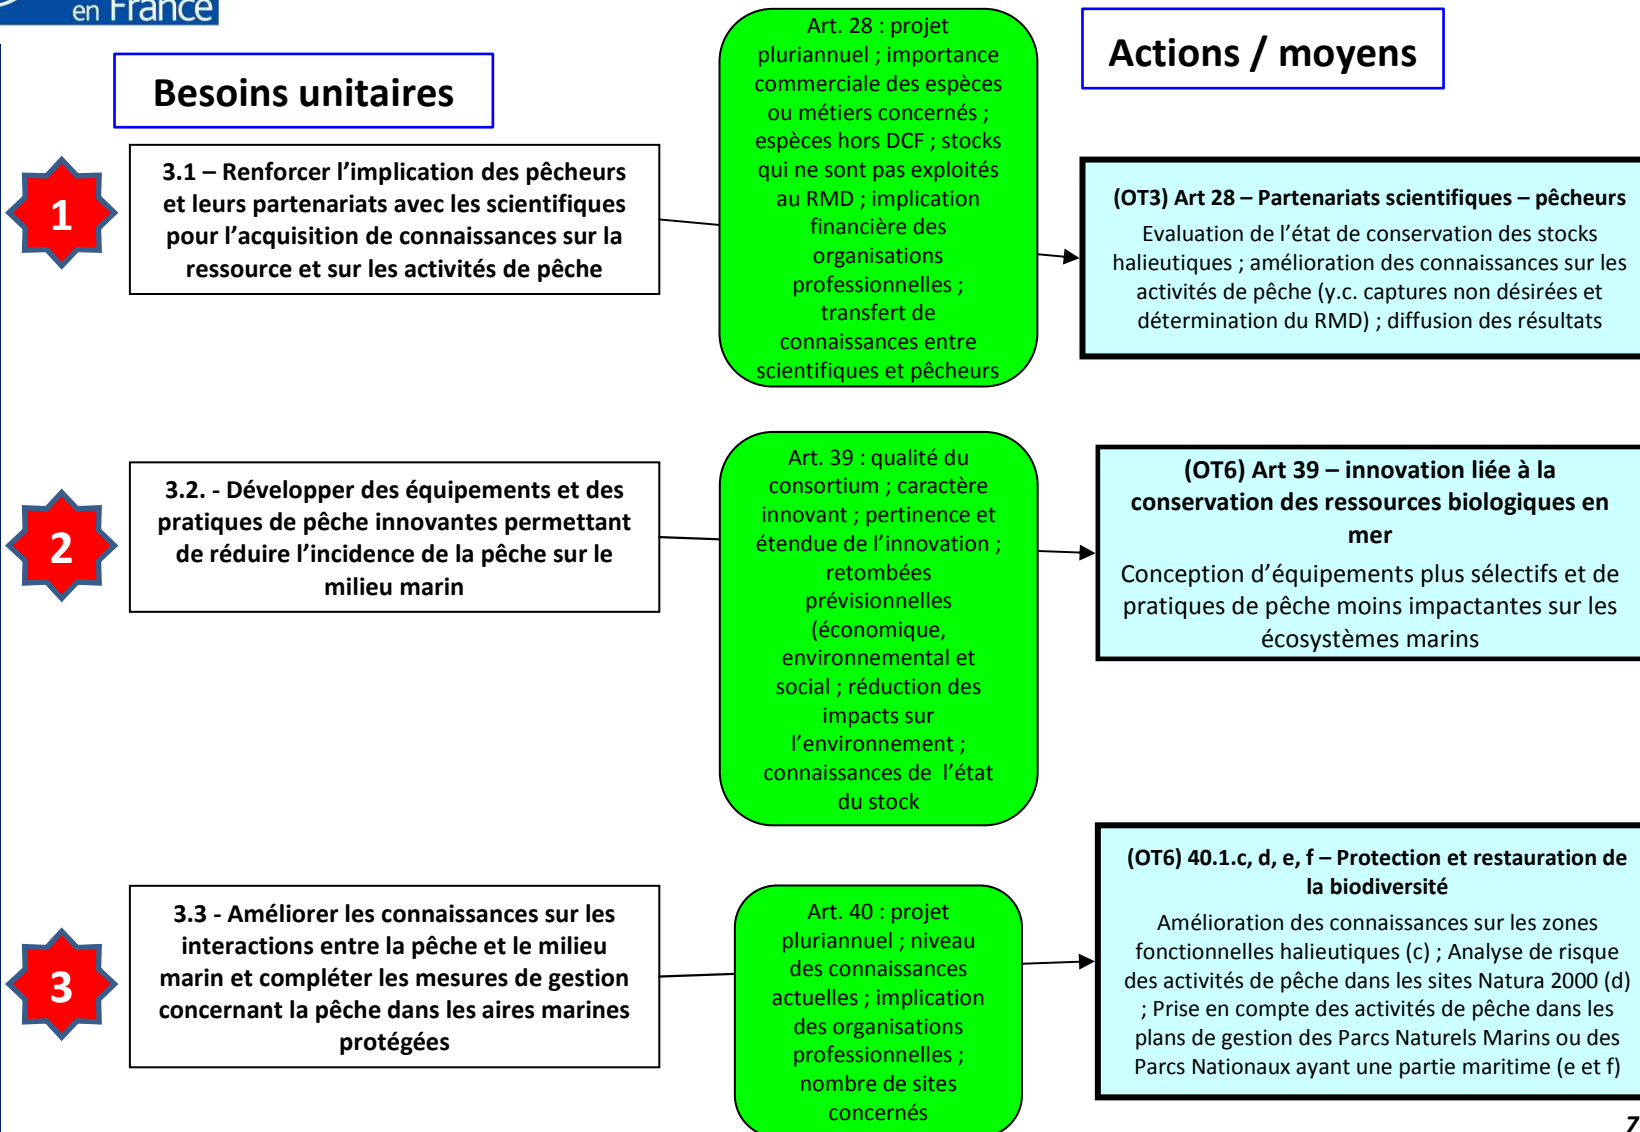 en France
Besoins unitaires
Actions / moyens
1
3.1 – Renforcer l’implication des pêcheurs
et leurs partenariats avec les scientifiques
pour l’acquisition de connaissances sur la
ressource et sur les activités de pêche
Art. 28 : projet
pluriannuel ; importance
commerciale des espèces
ou métiers concernés ;
espèces hors DCF ; stocks
qui ne sont pas exploités
au RMD ; implication
financière des
organisations
professionnelles ;
transfert de
connaissances entre
scientifiques et pêcheurs
(OT3) Art 28 – Partenariats scientifiques – pêcheurs
Evaluation de l’état de conservation des stocks
halieutiques ; amélioration des connaissances sur les
activités de pêche (y.c. captures non désirées et
détermination du RMD) ; diffusion des résultats
2
3.2. - Développer des équipements et des
pratiques de pêche innovantes permettant
de réduire l’incidence de la pêche sur le
milieu marin
Art. 39 : qualité du
consortium ; caractère
innovant ; pertinence et
étendue de l’innovation ;
retombées
prévisionnelles
(économique,
environnemental et
social ; réduction des
impacts sur
l’environnement ;
connaissances de l’état
du stock
(OT6) Art 39 – innovation liée à la
conservation des ressources biologiques en
mer
Conception d’équipements plus sélectifs et de
pratiques de pêche moins impactantes sur les
écosystèmes marins
3
3.3 - Améliorer les connaissances sur les
interactions entre la pêche et le milieu
marin et compléter les mesures de gestion
concernant la pêche dans les aires marines
protégées
Art. 40 : projet
pluriannuel ; niveau
des connaissances
actuelles ; implication
des organisations
professionnelles ;
nombre de sites
concernés
(OT6) 40.1.c, d, e, f – Protection et restauration de
la biodiversité
Amélioration des connaissances sur les zones
fonctionnelles halieutiques (c) ; Analyse de risque
des activités de pêche dans les sites Natura 2000 (d)
; Prise en compte des activités de pêche dans les
plans de gestion des Parcs Naturels Marins ou des
Parcs Nationaux ayant une partie maritime (e et f)
7